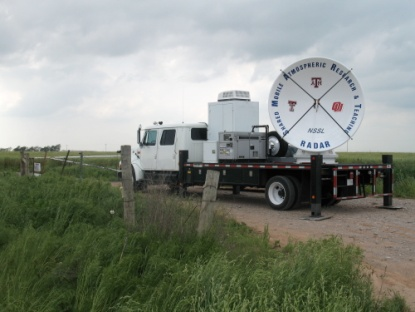 SHARED MOBILE ATMOSPHERIC RESEARCH & TEACHING
NSSL
RADAR